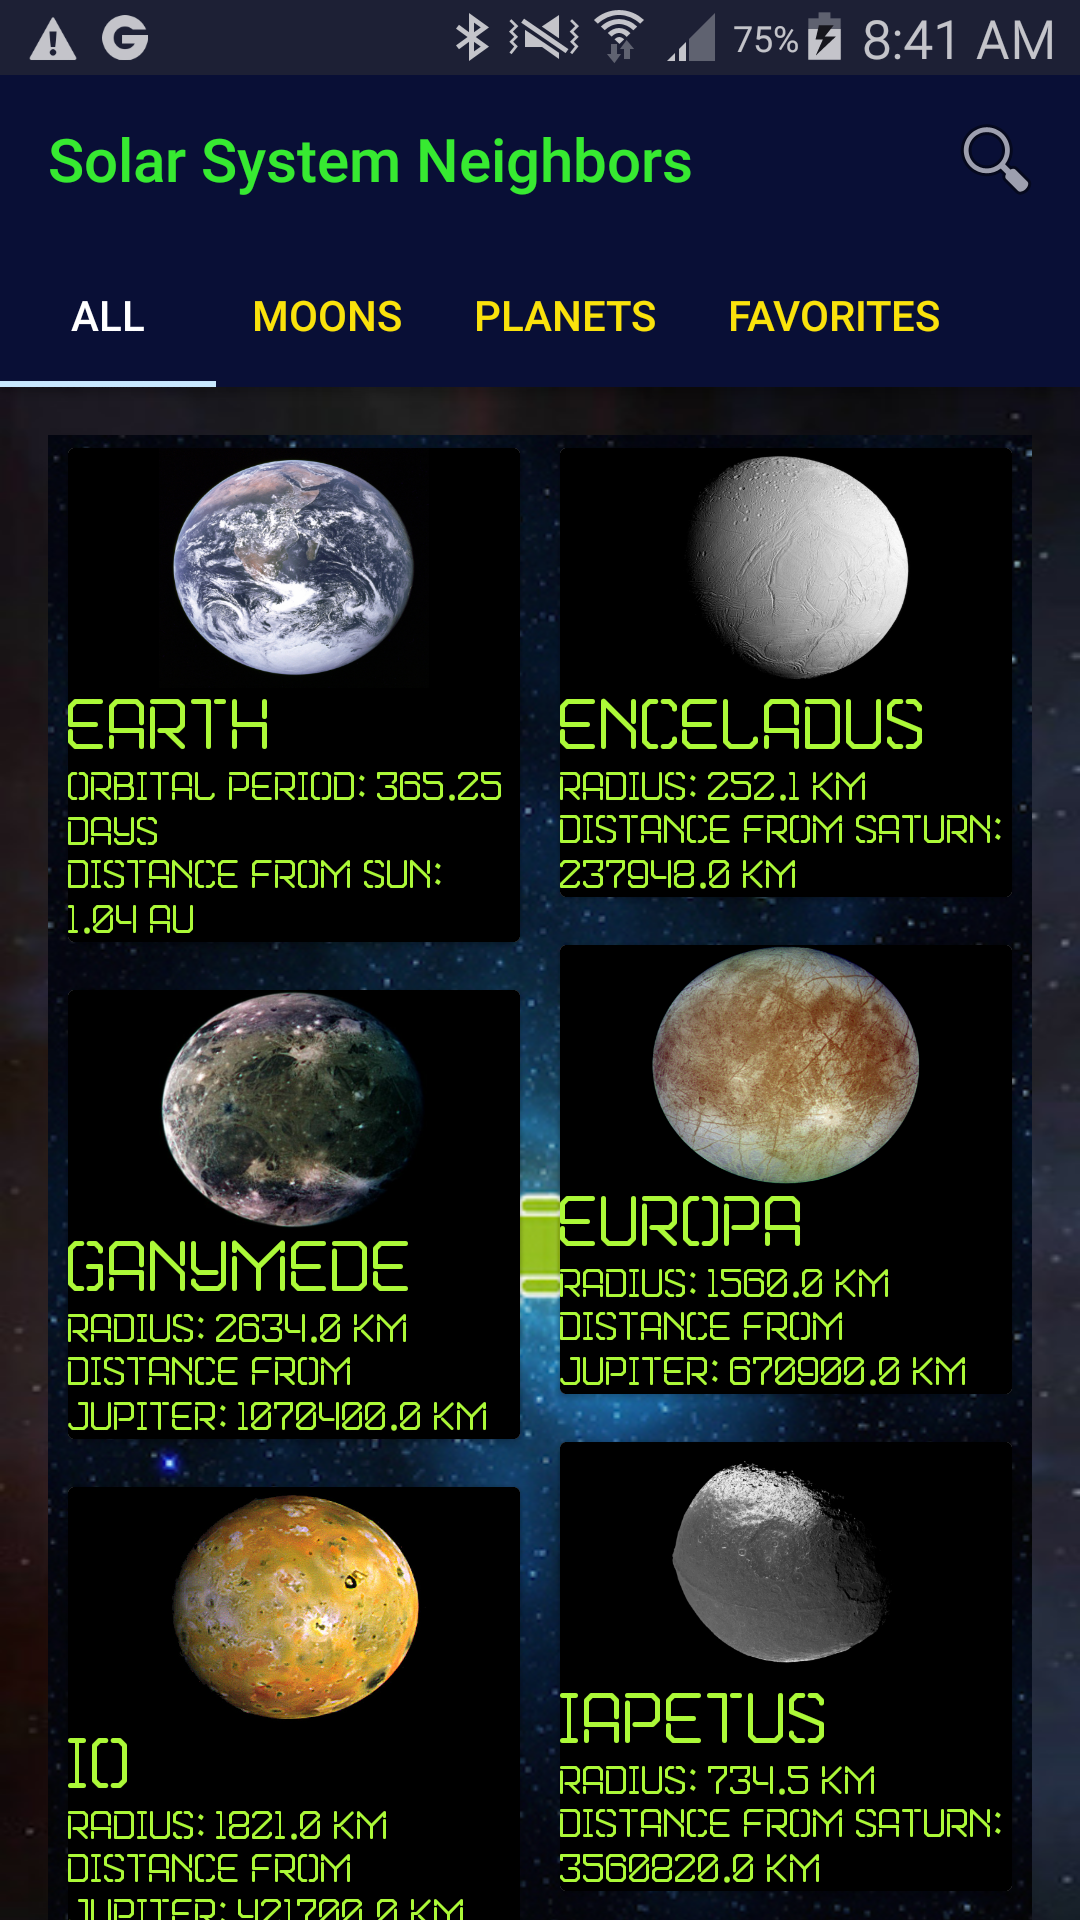 75% 8:41 AM
Solar System Neighbors
ALL MOONS PLANETS FAVORITES
EARTH
ORBITAL PERIOD: 365.25
DAYS
DISTANCE FROM SUN:
1.04 AU
ENCELADUS
RADIUS: 252.1 KM
DISTANCE FROM SATURN:
237948.0 KM
GANYMEDE
RADIUS: 2634.0 KM
DISTANCE FROM
JUPITER: 1070400.0 KM
EUROPA
RADIUS: 1560.0 KM
DISTANCE FROM
JUPITER: 670900.0 KM
IO
RADIUS: 1821.0 KM
DISTANCE FROM
JUPITER: 421700.0 KM
IAPETUS
RADIUS: 734.5 KM
DISTANCE FROM SATURN:
3560820.0 KM